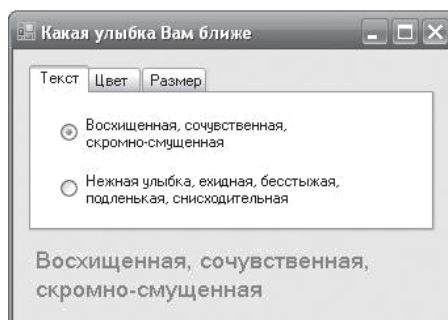 Какая улыбка Вам ближе
Текст Цвет Размер
Восхищенная, сочувственная,
скромно-смущенная
Нежная улыбка, ехидная, бесстыжая,
подленькая, снисходительная
Восхищенная, сочувственная,
скромно-смущенная